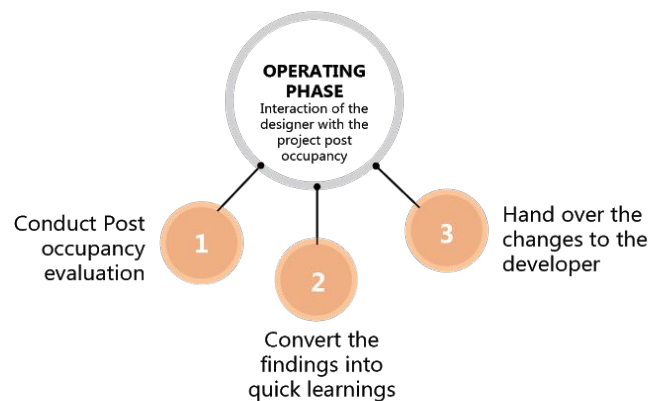 OPERATING
PHASE
Interaction of the
designer with the
project post
occupancy
Conduct Post
occupancy
evaluation
1
2
Convert the
findings into
quick learnings
3
Hand over the
changes to the
developer